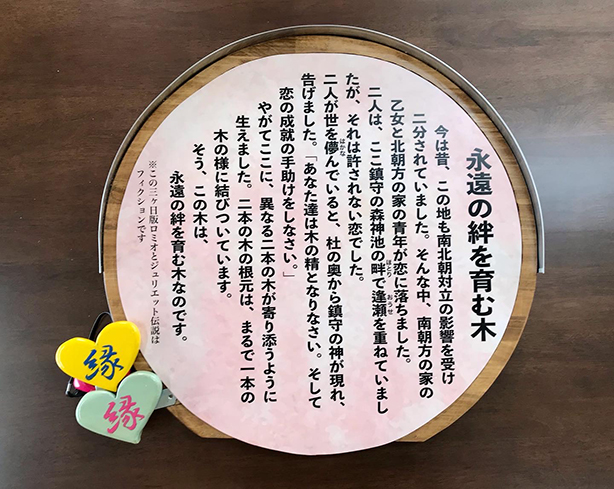 永遠の絆を育む木
今は昔、この地も南北朝対立の影響を受け
二分されていました。そんな中、南朝方の家の
乙女と北朝方の家の青年が恋に落ちました。
二人は、ここ鎮守の森神池の畔で逢瀬を重ねていまし
ほとり
おうせ
たが、それは許されない恋でした。
二人が世を儚んでいると、杜の奥から鎮守の神が現れ、
はかな
告げました。「あなた達は木の精となりなさい。そして
恋の成就の手助けをしなさい。」
やがてここに、異なる二本の木が寄り添うように
生えました。二本の木の根元は、まるで一本の
木の様に結びついています。
そう、この木は、
永遠の絆を育む木なのです。
※この三ヶ日版ロミオとジュリエット伝説は
フィクションです
縁
縁